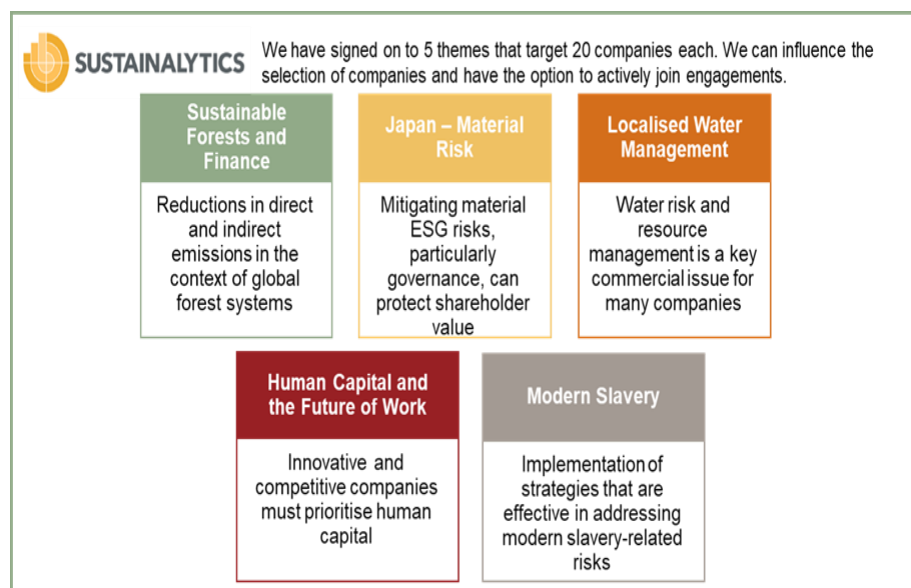 SUSTAINALYTICS
We have signed on to 5 themes that target 20 companies each. We can influence the
selection of companies and have the option to actively join engagements.
Sustainable
Forests and
Finance
Reductions in direct
and indirect
emissions in the
context of global
forest systems
Japan – Material
Risk
Mitigating material
ESG risks,
particularly
governance, can
protect shareholder
value
Localised Water
Management
Water risk and
resource
management is a key
commercial issue for
many companies
Human Capital and
the Future of Work
Innovative and
competitive companies
must prioritise human
capital
Modern Slavery
Implementation of
strategies that are
effective in addressing
modern slavery-related
risks